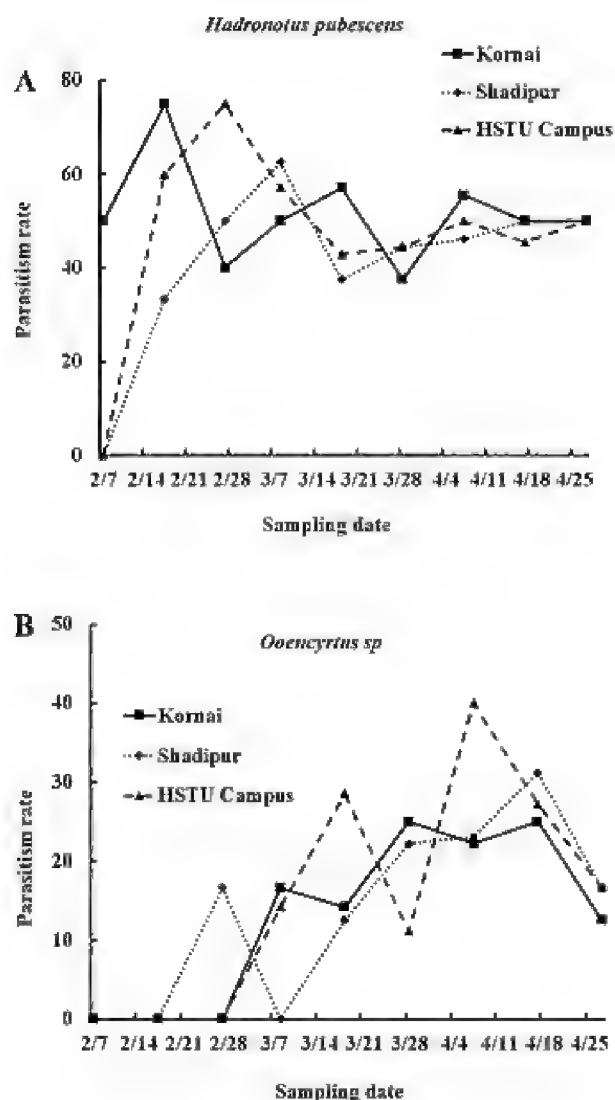 Hadronotus pubescens
A
Kornai
Shadipur
HSTU Campus
80
60
40
20
0
Parasitism rate
2/7 2/14 2/21 2/28 3/7 3/14 3/21 3/28 4/4 4/11 4/18 4/25
Sampling date
B
Ooencyrtus sp
50
40
30
20
10
0
Kornai
Shadipur
HSTU Campus
Parasitism rate
2/7 2/14 2/21 2/28 3/7 3/14 3/21 3/28 4/4 4/11 4/18 4/25
Sampling date